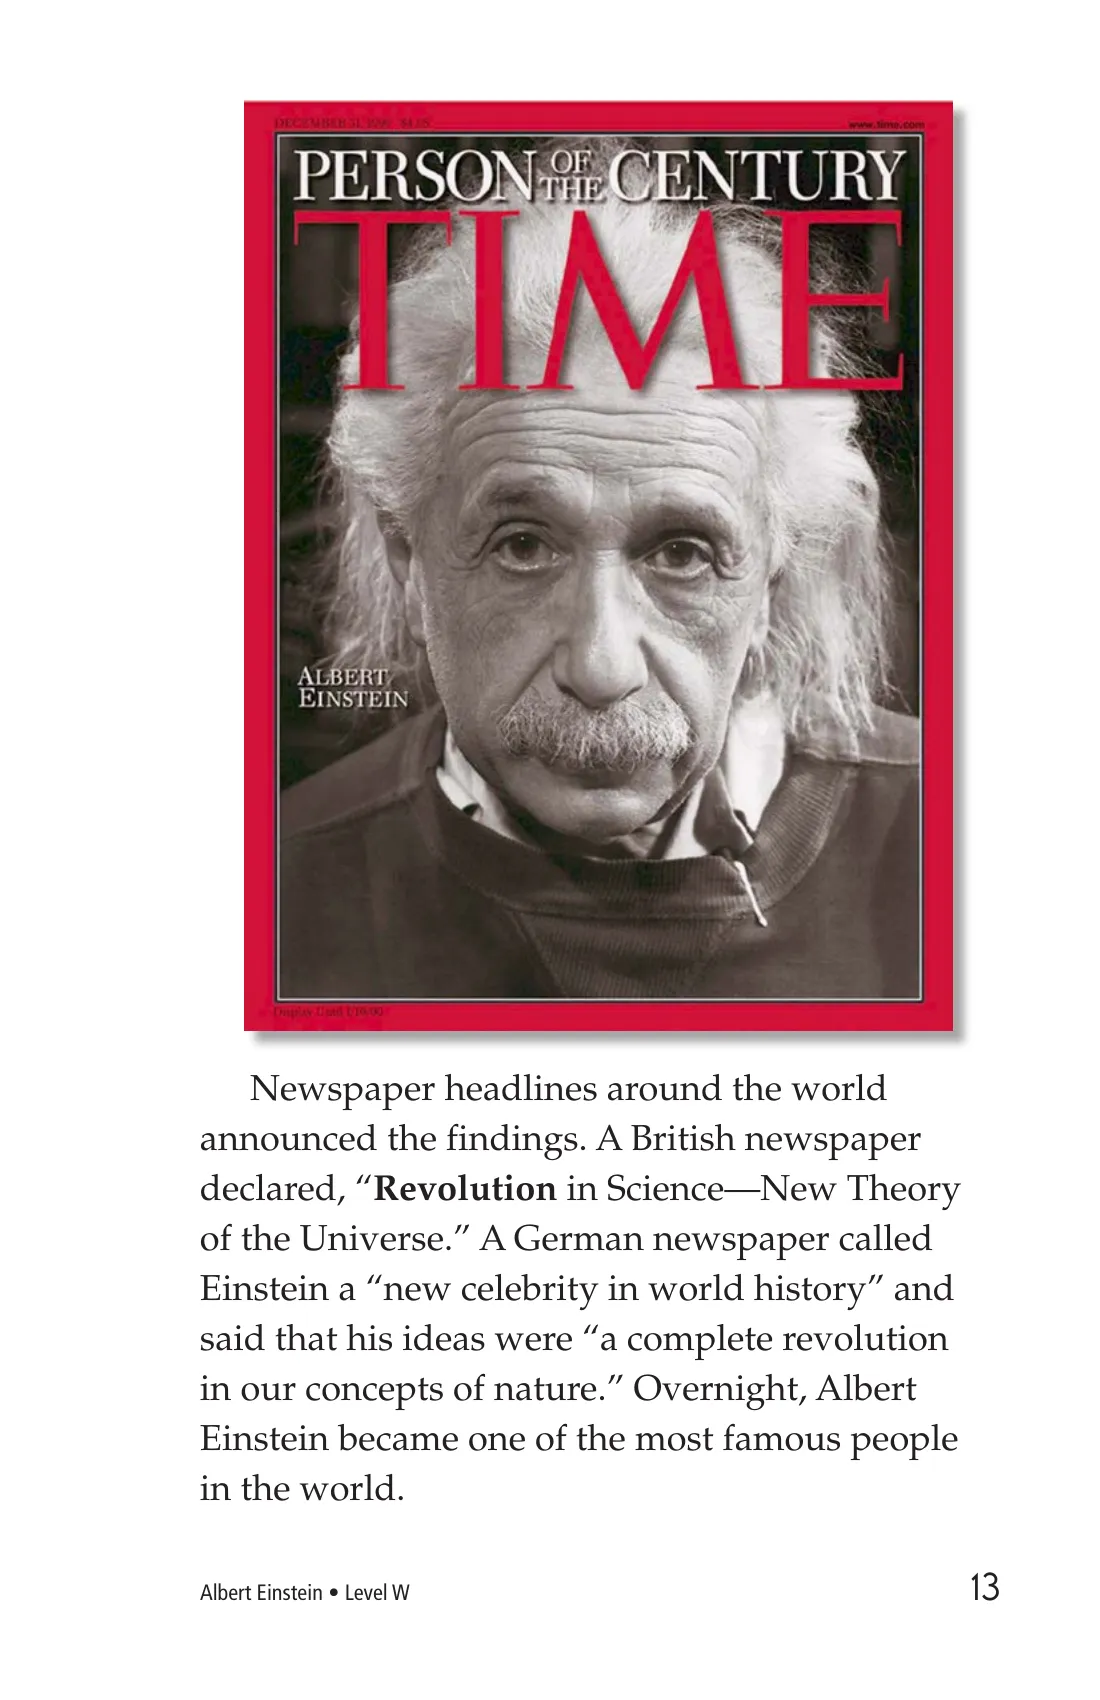 DECEMBER 31, 1999 $4.95
www.time.com
PERSON OF THE CENTURY
TIME
ALBERT
EINSTEIN
Display Until 1/10/00
Newspaper headlines around the world
announced the findings. A British newspaper
declared, “Revolution in Science—New Theory
of the Universe.” A German newspaper called
Einstein a “new celebrity in world history” and
said that his ideas were “a complete revolution
in our concepts of nature.” Overnight, Albert
Einstein became one of the most famous people
in the world.
Albert Einstein • Level W
13